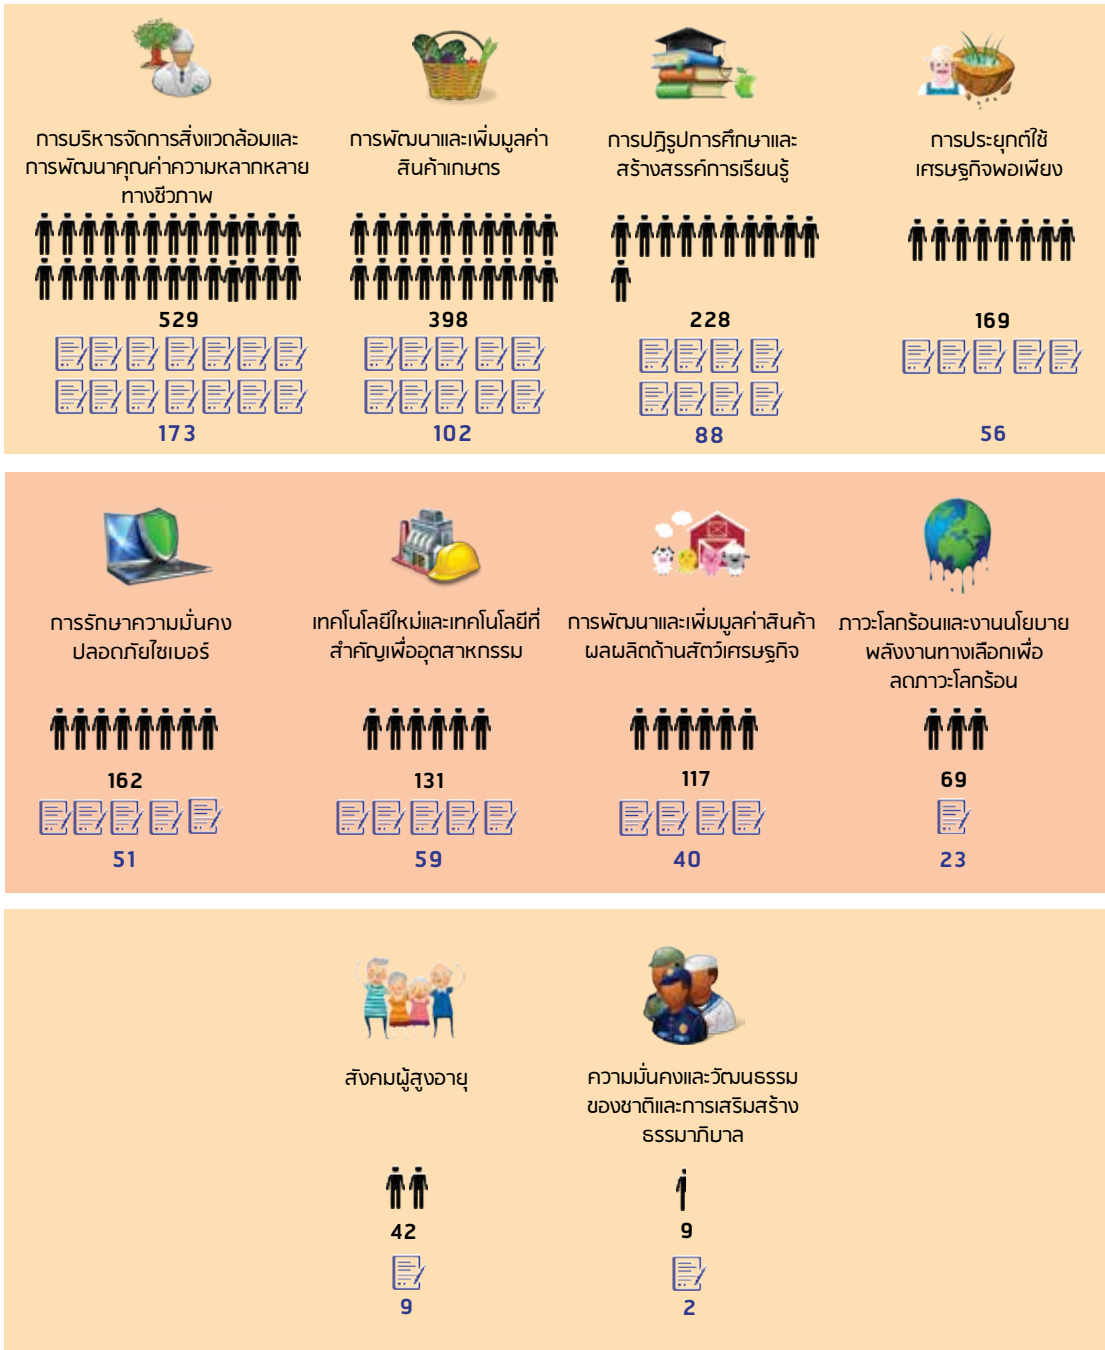 การบริหารจัดการสิ่งแวดล้อมและ
การพัฒนาคุณค่าความหลากหลาย
ทางชีวภาพ
529
173
การพัฒนาและเพิ่มมูลค่า
สินค้าเกษตร
398
102
การปฏิรูปการศึกษาและ
สร้างสรรค์การเรียนรู้
228
88
การประยุกต์ใช้
เศรษฐกิจพอเพียง
169
56
การรักษาความมั่นคง
ปลอดภัยไซเบอร์
162
51
เทคโนโลยีใหม่และเทคโนโลยีที่
สำคัญเพื่ออุตสาหกรรม
131
59
การพัฒนาและเพิ่มมูลค่าสินค้า
ผลผลิตด้านสัตว์เศรษฐกิจ
117
40
ภาวะโลกร้อนและงานนโยบาย
พลังงานทางเลือกเพื่อ
ลดภาวะโลกร้อน
69
23
สังคมผู้สูงอายุ
42
9
ความมั่นคงและวัฒนธรรม
ของชาติและการเสริมสร้าง
ธรรมาภิบาล
9
2